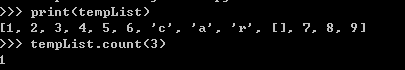 >>> print(tempList)
[1, 2, 3, 4, 5, 6, 'c', 'a', 'r', [], 7, 8, 9]
>>> tempList.count(3)
1